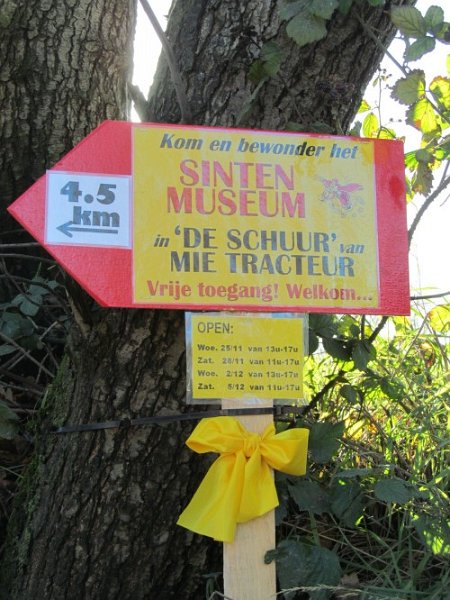 Kom en bewonder het
SINTEN
MUSEUM
in 'DE SCHUUR' van
MIE TRACTEUR
Vrije toegang! Welkom...
4.5
km
OPEN:
Woe. 25/11 van 13u-17u
Zat. 28/11 van 11u-17u
Woe. 2/12 van 13u-17u
Zat. 5/12 van 11u-17u